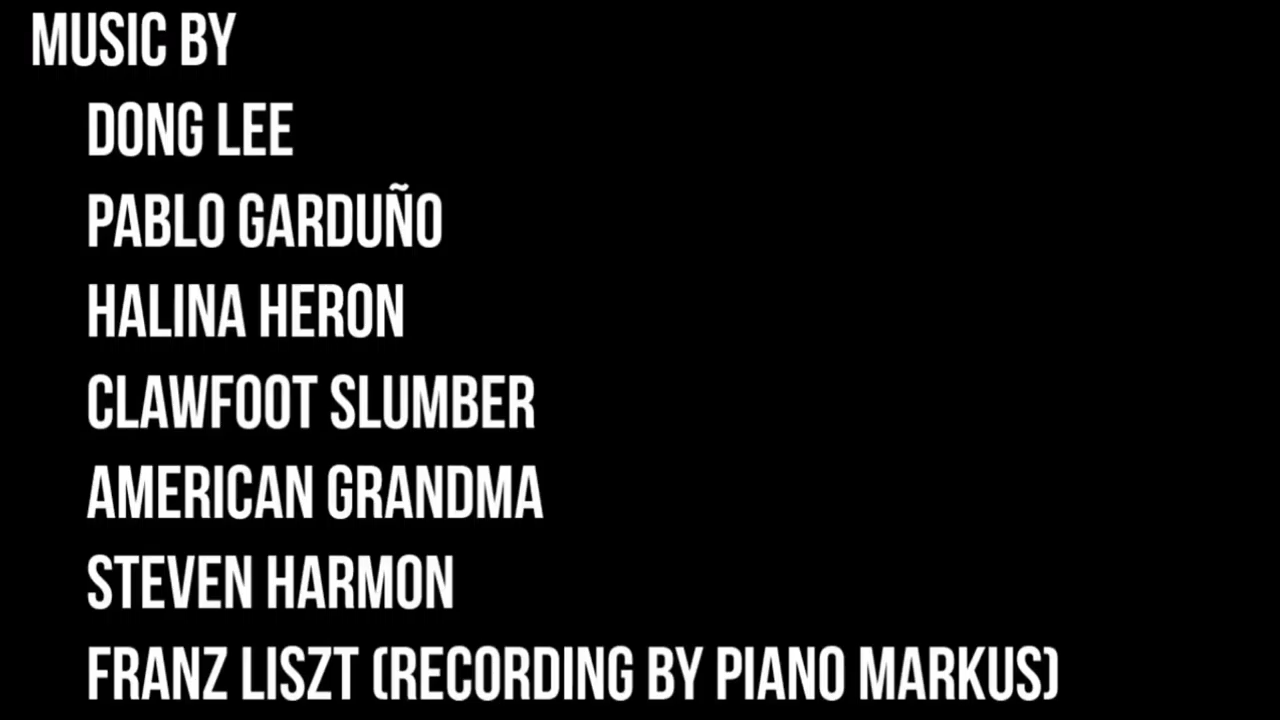 MUSIC BY
DONG LEE
PABLO GARDUÑO
HALINA HERON
CLAWFOOT SLUMBER
AMERICAN GRANDMA
STEVEN HARMON
FRANZ LISZT (RECORDING BY PIANO MARKUS)